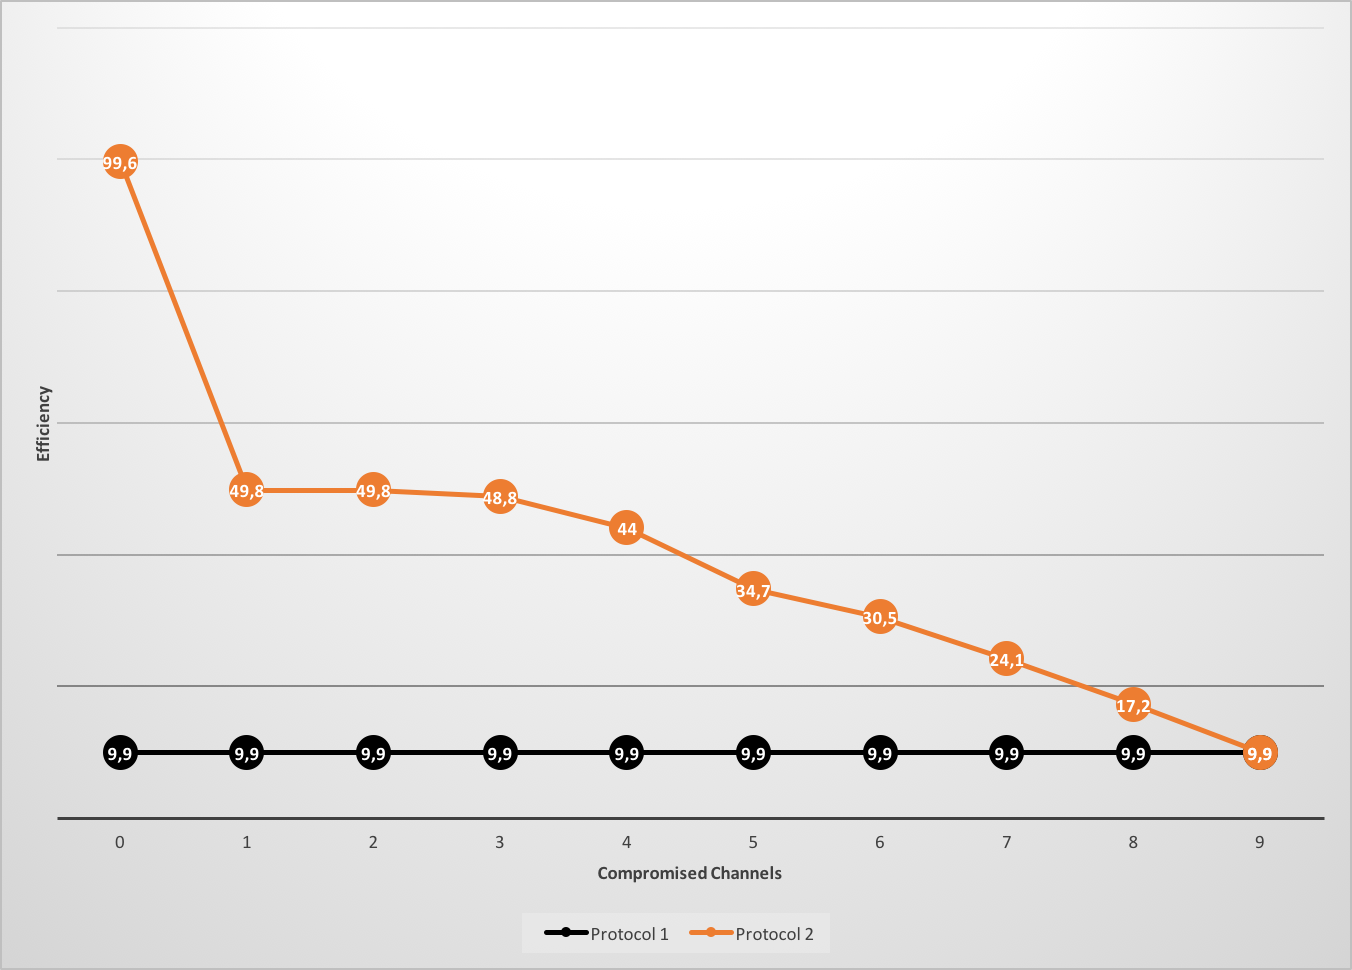 99,6
49,8
49,8
48,8
44
34,7
30,5
24,1
17,2
9,9
9,9 9,9 9,9 9,9 9,9 9,9 9,9 9,9 9,9
Efficiency
0 1 2 3 4 5 6 7 8 9
Compromised Channels
Protocol 1 Protocol 2